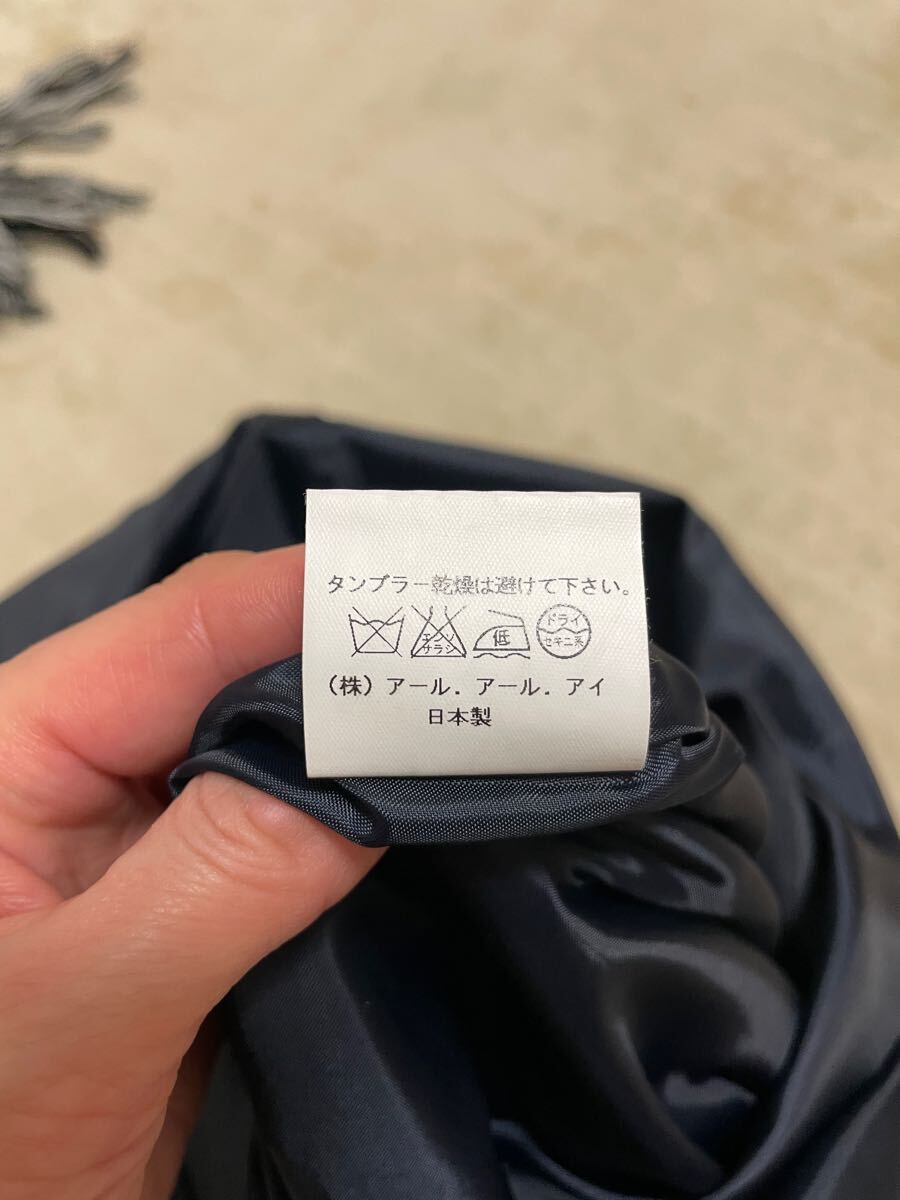 タンブラー乾燥は避けて下さい。
エンソサラシ 低 ドライ セキユ系
(株)アール.アール.アイ
日本製